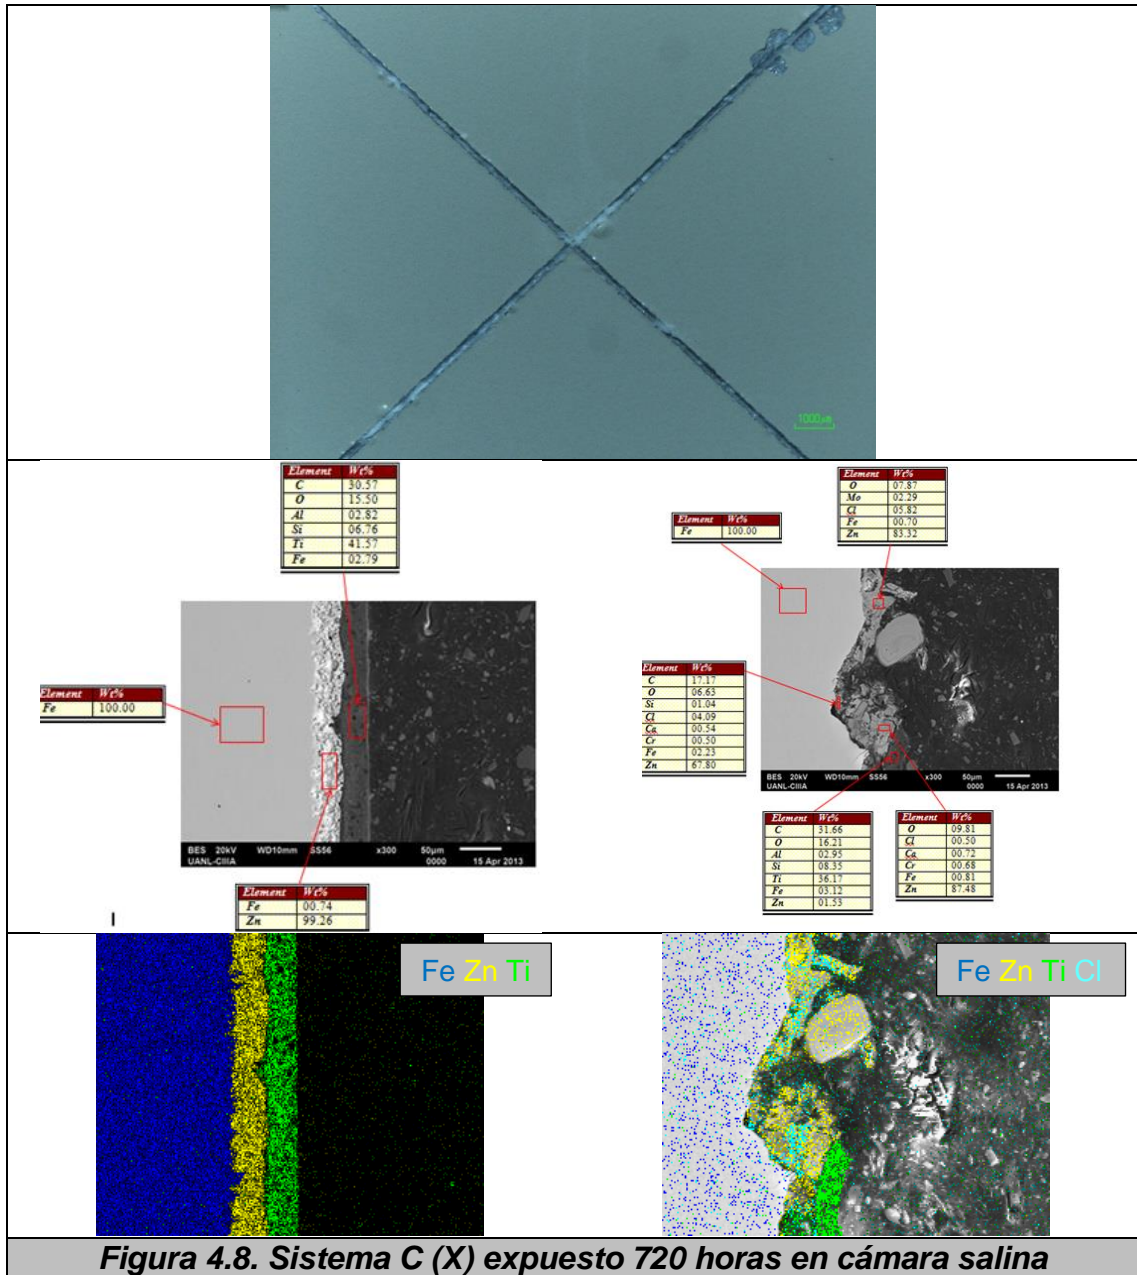 1000µm
Element Wt%
C 30.57
O 15.50
Al 02.82
Si 06.76
Ti 41.57
Fe 02.79
Element Wt%
Fe 100.00
BES 20kV WD10mm SS56 x300 50µm
UANL-CIIIA 0000 15 Apr 2013
Element Wt%
Fe 00.74
Zn 99.26
Element Wt%
O 07.87
Mo 02.29
Cl 05.82
Fe 00.70
Zn 83.32
Element Wt%
Fe 100.00
Element Wt%
C 17.17
O 06.63
Si 01.04
Cl 04.09
Ca 00.54
Cr 00.50
Fe 02.23
Zn 67.80
BES 20kV WD10mm SS56 x300 50µm
UANL-CIIIA 0000 15 Apr 2013
Element Wt%
C 31.66
O 16.21
Al 02.95
Si 08.35
Ti 36.17
Fe 03.12
Zn 01.53
Element Wt%
O 09.81
Cl 00.50
Ca 00.72
Cr 00.68
Fe 00.81
Zn 87.48
Fe Zn Ti
Fe Zn Ti Cl
Figura 4.8. Sistema C (X) expuesto 720 horas en cámara salina